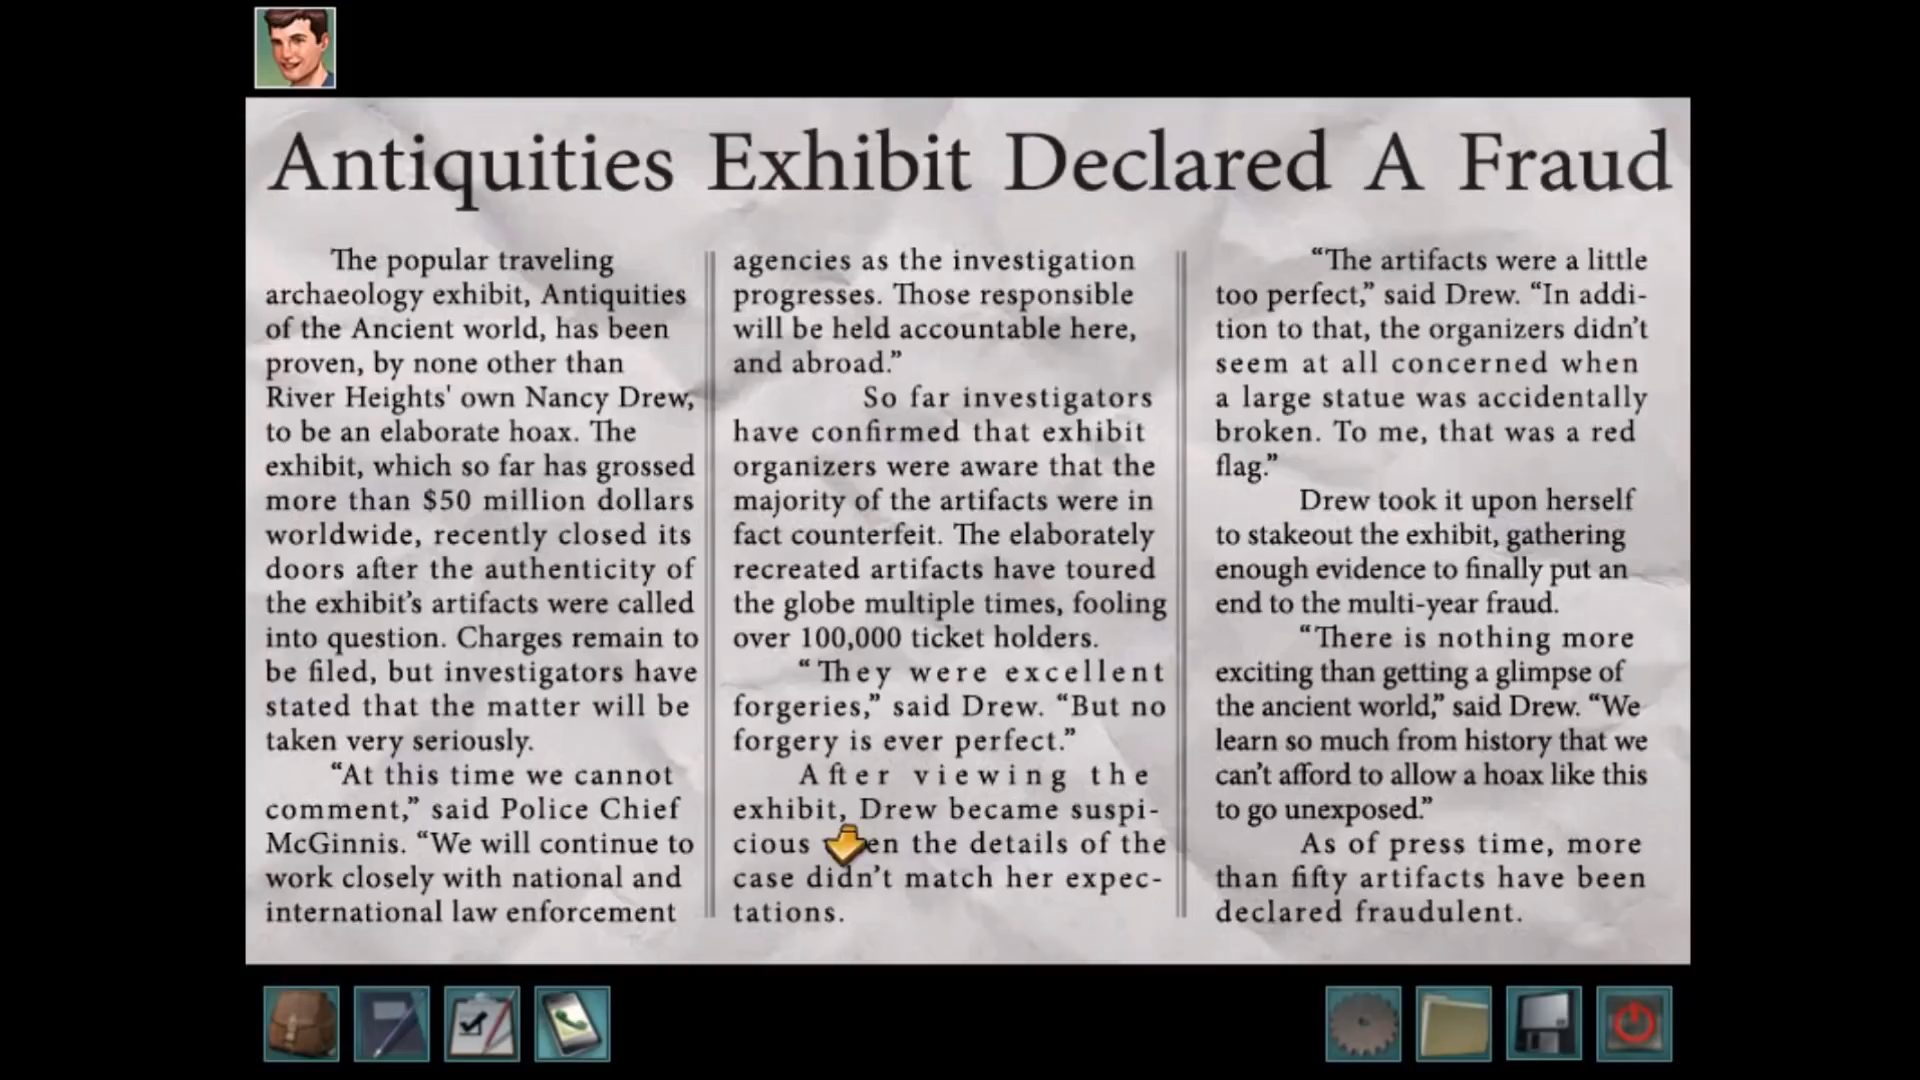 Antiquities Exhibit Declared A Fraud
The popular traveling
archaeology exhibit, Antiquities
of the Ancient world, has been
proven, by none other than
River Heights' own Nancy Drew,
to be an elaborate hoax. The
exhibit, which so far has grossed
more than $50 million dollars
worldwide, recently closed its
doors after the authenticity of
the exhibit’s artifacts were called
into question. Charges remain to
be filed, but investigators have
stated that the matter will be
taken very seriously.
“At this time we cannot
comment,” said Police Chief
McGinnis. “We will continue to
work closely with national and
international law enforcement
agencies as the investigation
progresses. Those responsible
will be held accountable here,
and abroad.”
So far investigators
have confirmed that exhibit
organizers were aware that the
majority of the artifacts were in
fact counterfeit. The elaborately
recreated artifacts have toured
the globe multiple times, fooling
over 100,000 ticket holders.
“They were excellent
forgeries,” said Drew. “But no
forgery is ever perfect.”
After viewing the
exhibit, Drew became suspi-
cious the details of the
case didn’t match her expec-
tations.
“The artifacts were a little
too perfect,” said Drew. “In addi-
tion to that, the organizers didn’t
seem at all concerned when
a large statue was accidentally
broken. To me, that was a red
flag.”
Drew took it upon herself
to stakeout the exhibit, gathering
enough evidence to finally put an
end to the multi-year fraud.
“There is nothing more
exciting than getting a glimpse of
the ancient world,” said Drew. “We
learn so much from history that we
can’t afford to allow a hoax like this
to go unexposed.”
As of press time, more
than fifty artifacts have been
declared fraudulent.